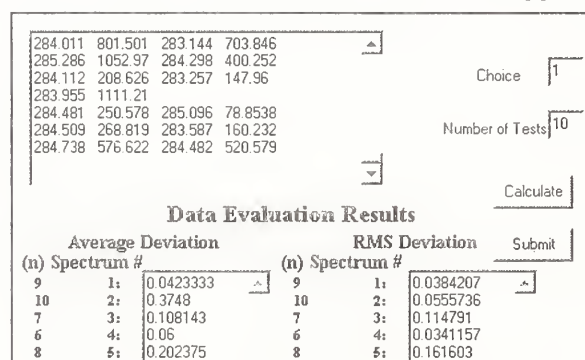 284.011 801.501 283.144 703.846
285.286 1052.97 284.298 400.252
284.112 208.626 283.257 147.96
283.955 1111.21
284.481 250.578 285.096 78.8538
284.509 268.819 283.587 160.232
284.738 576.622 284.482 520.579
Choice 1
Number of Tests 10
Calculate
Data Evaluation Results
Average Deviation RMS Deviation Submit
(n) Spectrum # (n) Spectrum #
9 1: 0.0423333 9 1: 0.0384207
10 2: 0.3748 10 2: 0.0555736
7 3: 0.108143 7 3: 0.114791
6 4: 0.06 6 4: 0.0341157
8 5: 0.202375 8 5: 0.161603